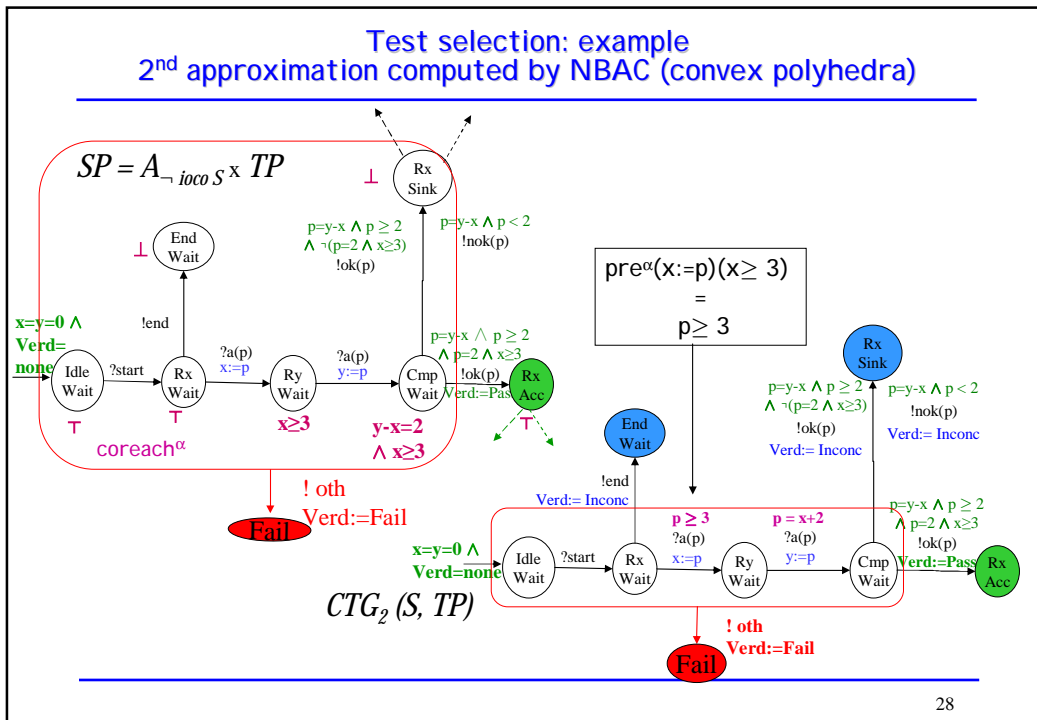 Test selection: example
2nd approximation computed by NBAC (convex polyhedra)
SP = A¬ ioco S x TP
⊥
Rx
Sink
p=y-x ∧ p ≥ 2
∧ ¬(p=2 ∧ x≥3)
!ok(p)
p=y-x ∧ p < 2
!nok(p)
⊥
End
Wait
!end
x=y=0 ∧
Verd=
none
Idle
Wait
⊤
?start
Rx
Wait
⊤
?a(p)
x:=p
Ry
Wait
x≥3
?a(p)
y:=p
Cmp
Wait
y-x=2
∧ x≥3
p=y-x ∧ p ≥ 2
∧ p=2 ∧ x≥3
!ok(p)
Verd:=Pas
Rx
Acc
⊤
coreachα
! oth
Verd:=Fail
Fail
preα(x:=p)(x≥ 3)
=
p≥ 3
Rx
Sink
p=y-x ∧ p ≥ 2
∧ ¬(p=2 ∧ x≥3)
!ok(p)
Verd:= Inconc
p=y-x ∧ p < 2
!nok(p)
Verd:= Inconc
End
Wait
!end
Verd:= Inconc
x=y=0 ∧
Verd=none
Idle
Wait
?start
Rx
Wait
p ≥ 3
?a(p)
x:=p
Ry
Wait
p = x+2
?a(p)
y:=p
Cmp
Wait
p=y-x ∧ p ≥ 2
∧ p=2 ∧ x≥3
!ok(p)
Verd:=Pass
Rx
Acc
CTG2 (S, TP)
! oth
Verd:=Fail
Fail
28